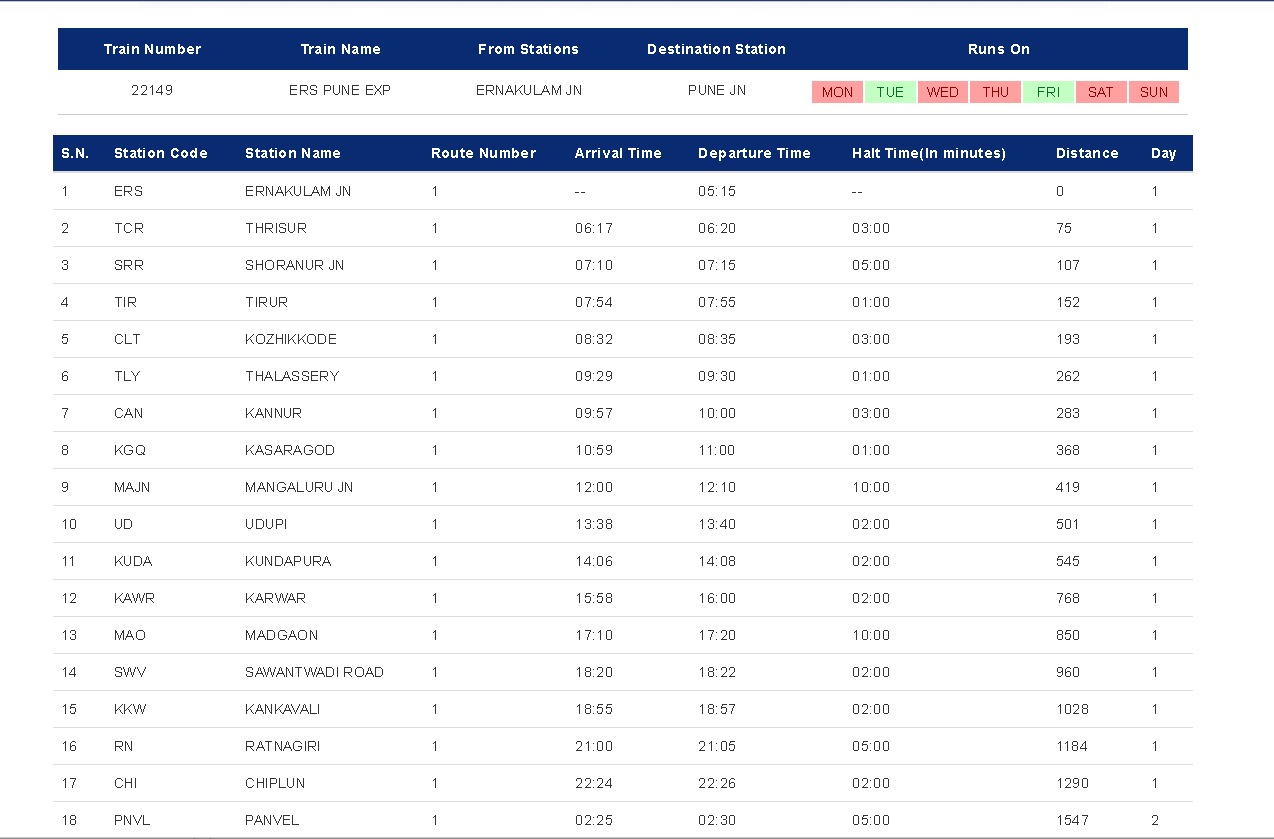 Train Number Train Name From Stations Destination Station Runs On
22149 ERS PUNE EXP ERNAKULAM JN PUNE JN MON TUE WED THU FRI SAT SUN
S.N. Station Code Station Name Route Number Arrival Time Departure Time Halt Time(In minutes) Distance Day
1 ERS ERNAKULAM JN 1 -- 05:15 -- 0 1
2 TCR THRISUR 1 06:17 06:20 03:00 75 1
3 SRR SHORANUR JN 1 07:10 07:15 05:00 107 1
4 TIR TIRUR 1 07:54 07:55 01:00 152 1
5 CLT KOZHIKKODE 1 08:32 08:35 03:00 193 1
6 TLY THALASSERY 1 09:29 09:30 01:00 262 1
7 CAN KANNUR 1 09:57 10:00 03:00 283 1
8 KGQ KASARAGOD 1 10:59 11:00 01:00 368 1
9 MAJN MANGALURU JN 1 12:00 12:10 10:00 419 1
10 UD UDUPI 1 13:38 13:40 02:00 501 1
11 KUDA KUNDAPURA 1 14:06 14:08 02:00 545 1
12 KAWR KARWAR 1 15:58 16:00 02:00 768 1
13 MAO MADGAON 1 17:10 17:20 10:00 850 1
14 SWV SAWANTWADI ROAD 1 18:20 18:22 02:00 960 1
15 KKW KANKAVALI 1 18:55 18:57 02:00 1028 1
16 RN RATNAGIRI 1 21:00 21:05 05:00 1184 1
17 CHI CHIPLUN 1 22:24 22:26 02:00 1290 1
18 PNVL PANVEL 1 02:25 02:30 05:00 1547 2